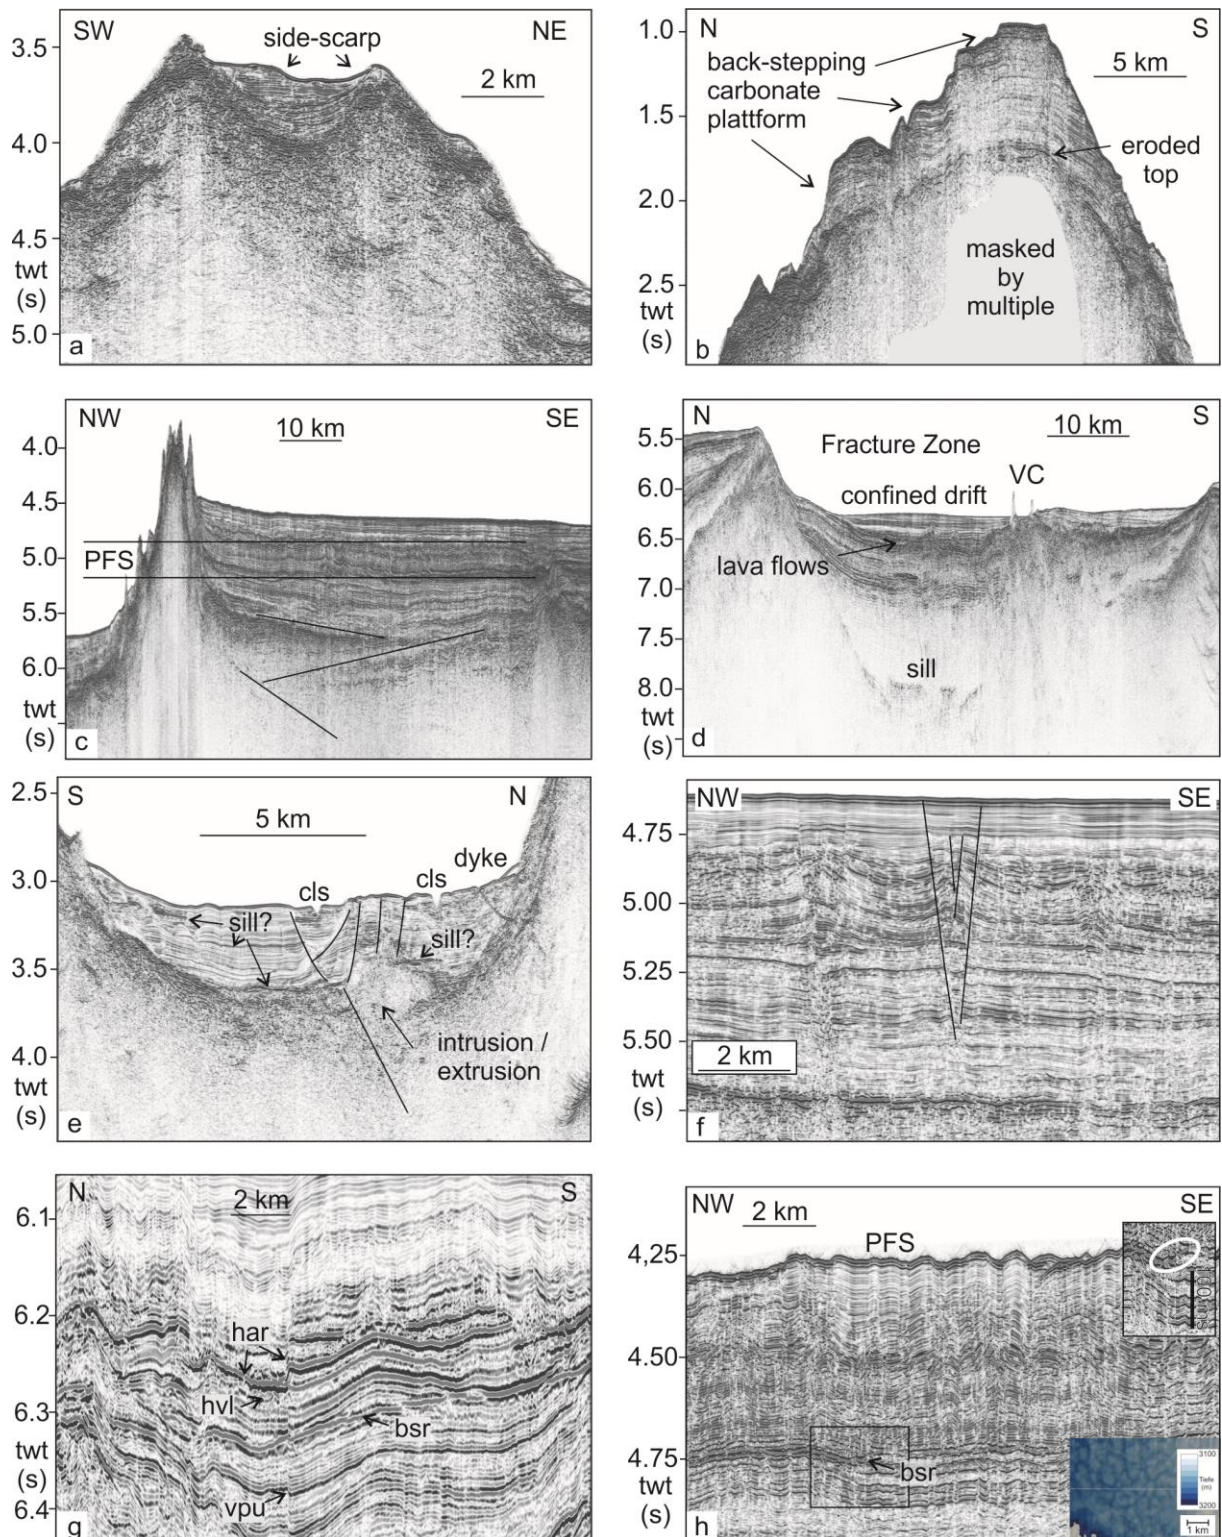 SW
NE
side-scarp
2 km
3.5
4.0
4.5
twt
(s)
5.0
a
N
S
back-stepping
carbonate
plattform
5 km
eroded
top
masked
by
multiple
1.0
1.5
2.0
2.5
twt
(s)
b
NW
SE
10 km
PFS
4.0
4.5
5.0
5.5
6.0
twt
(s)
c
N
S
10 km
Fracture Zone
VC
confined drift
lava flows
sill
5.5
6.0
6.5
7.0
7.5
8.0
twt
(s)
d
S
N
5 km
dyke
cls
cls
sill?
sill?
intrusion /
extrusion
2.5
3.0
3.5
4.0
twt
(s)
e
NW
SE
4.75
5.00
5.25
5.50
2 km
twt
(s)
f
N
S
2 km
har
hvl
bsr
vpu
6.1
6.2
6.3
twt
(s)
6.4
g
NW
SE
2 km
PFS
bsr
4,25
4.50
4.75
twt
(s)
h
3100
Tiefe
(m)
3200
1 km